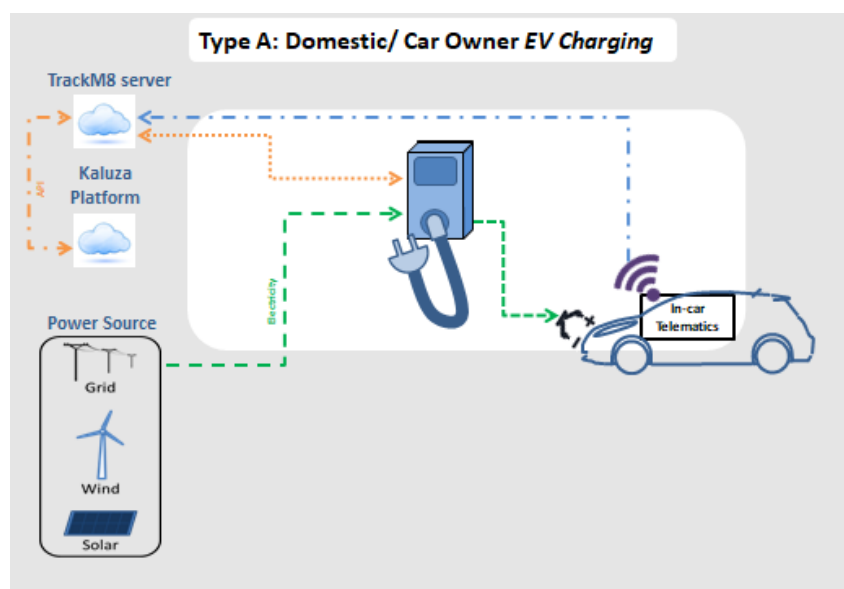 Type A: Domestic/ Car Owner EV Charging
TrackM8 server
Kaluza
Platform
API
Electricity
In-car
Telematics
Power Source
Grid
Wind
Solar